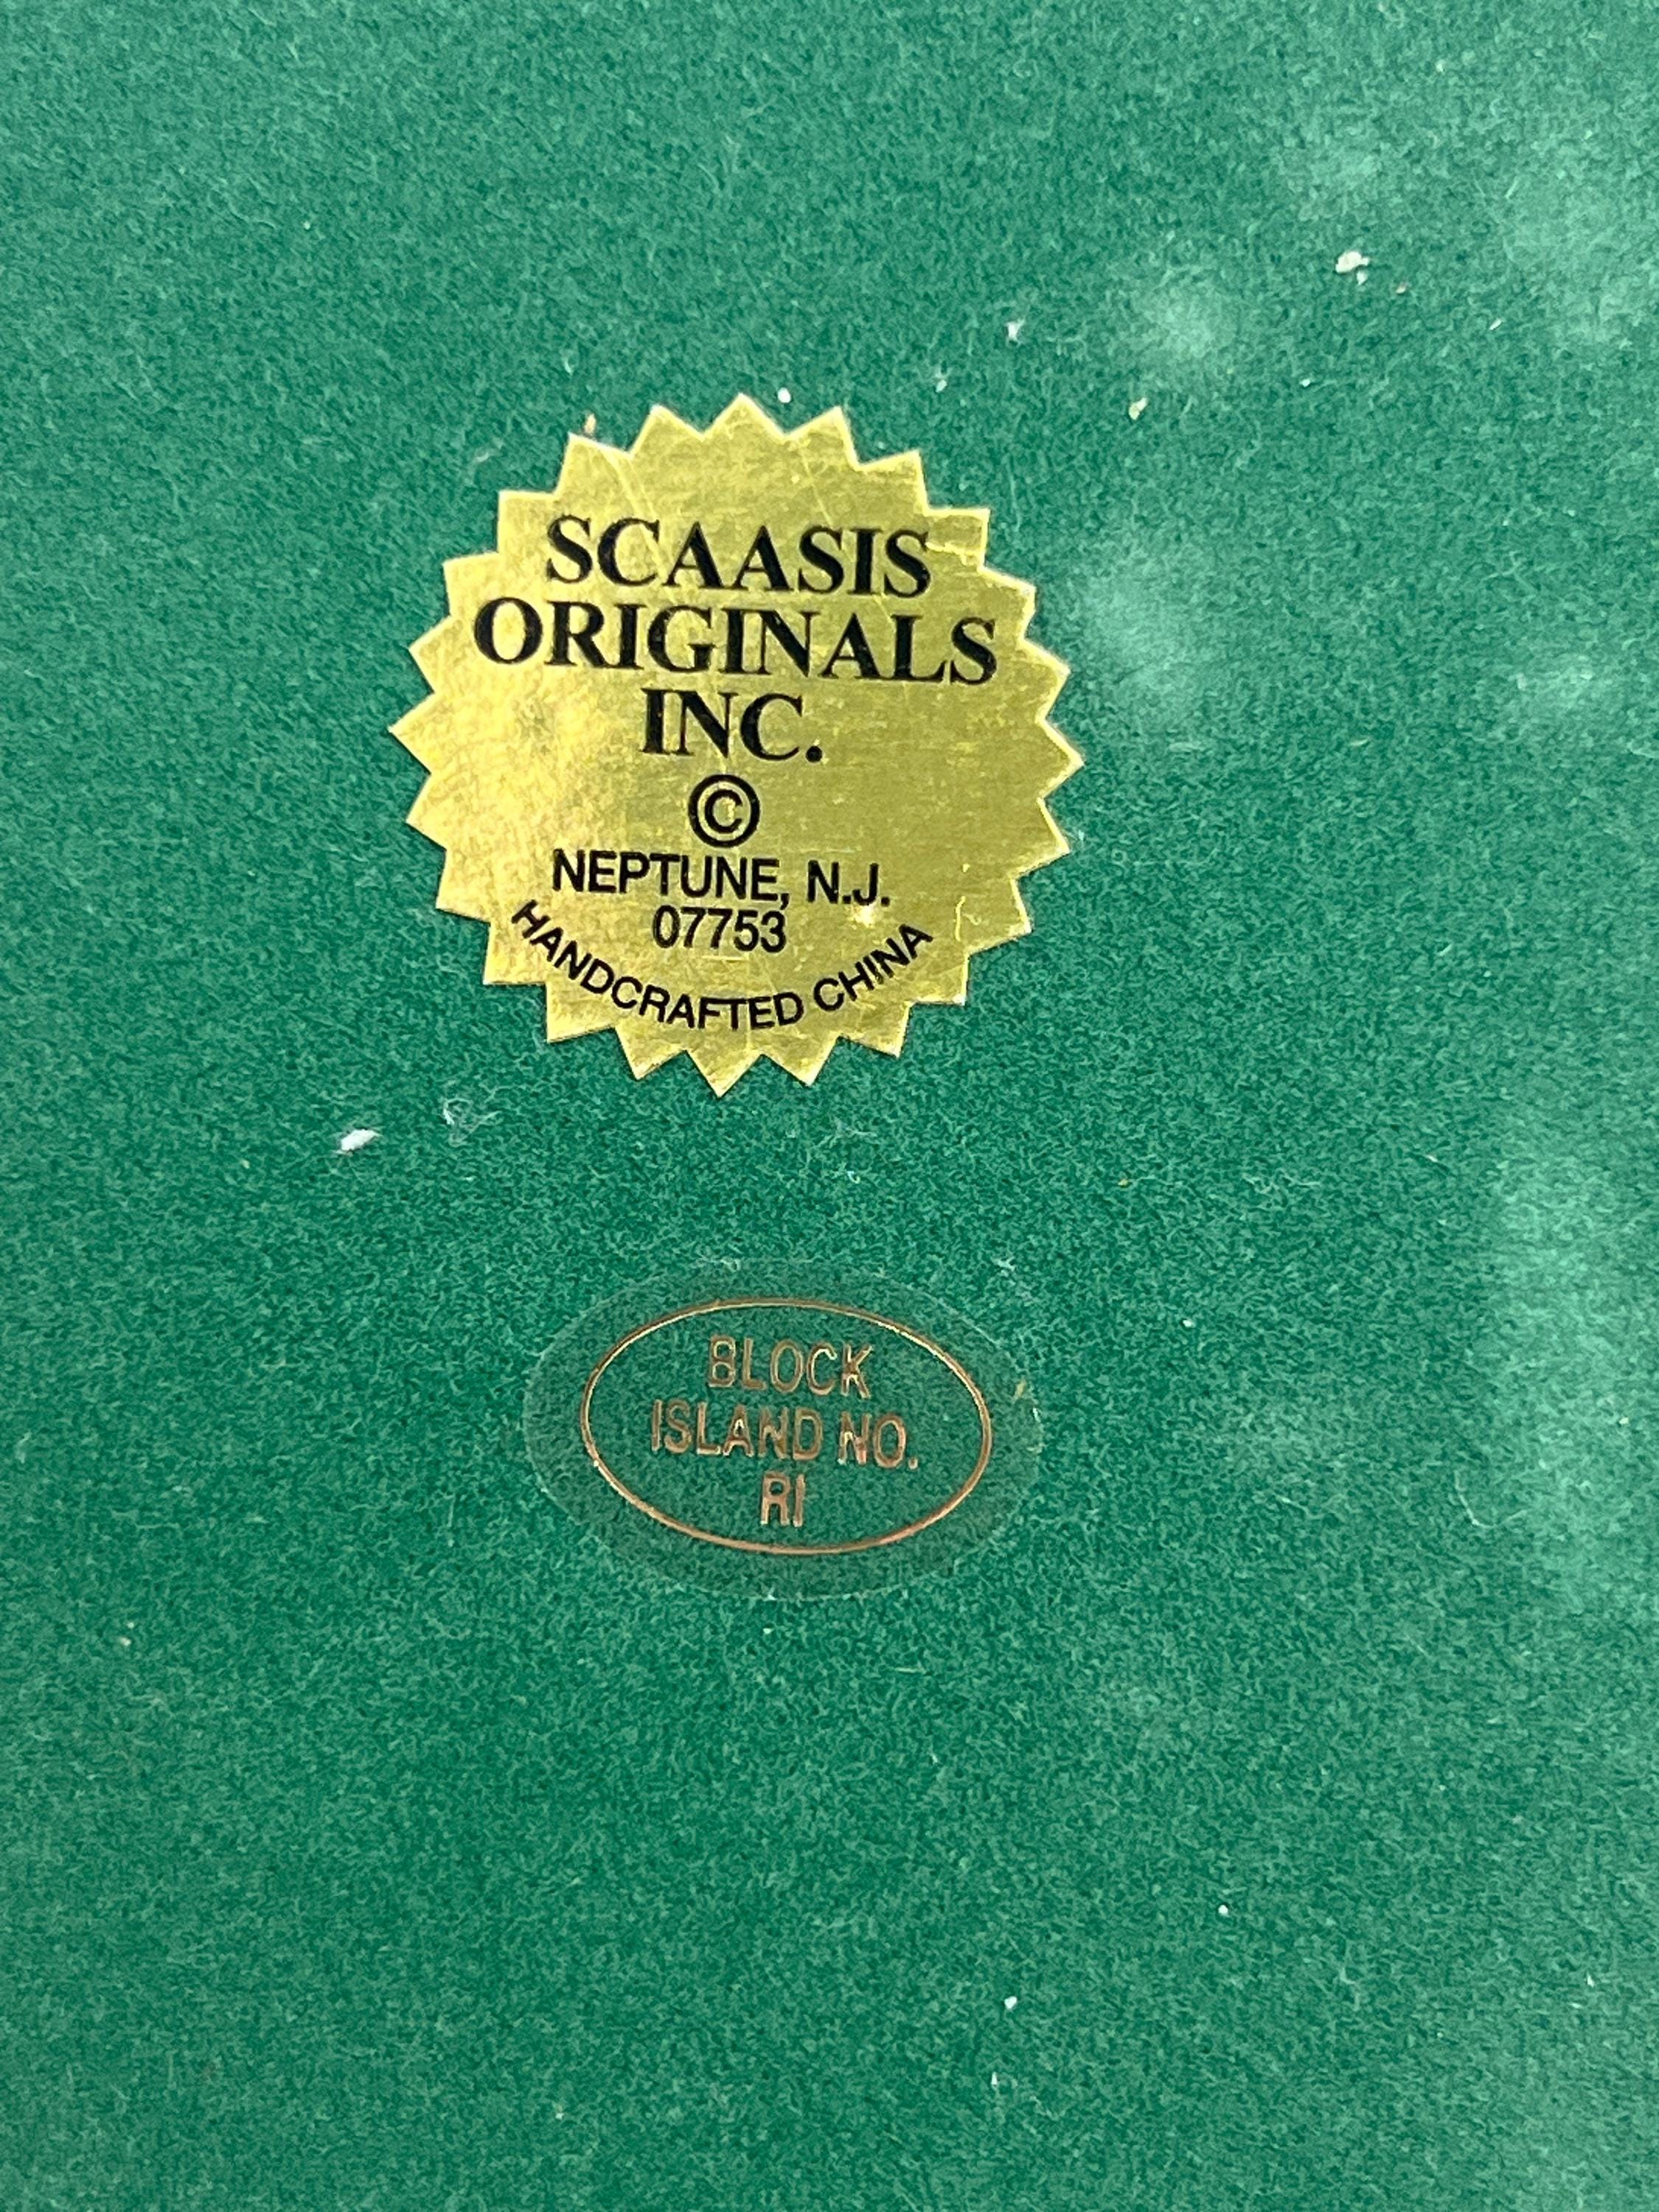 SCAASIS
ORIGINALS
INC.
©
NEPTUNE, N.J.
07753
HANDCRAFTED CHINA
BLOCK
ISLAND NO.
RI